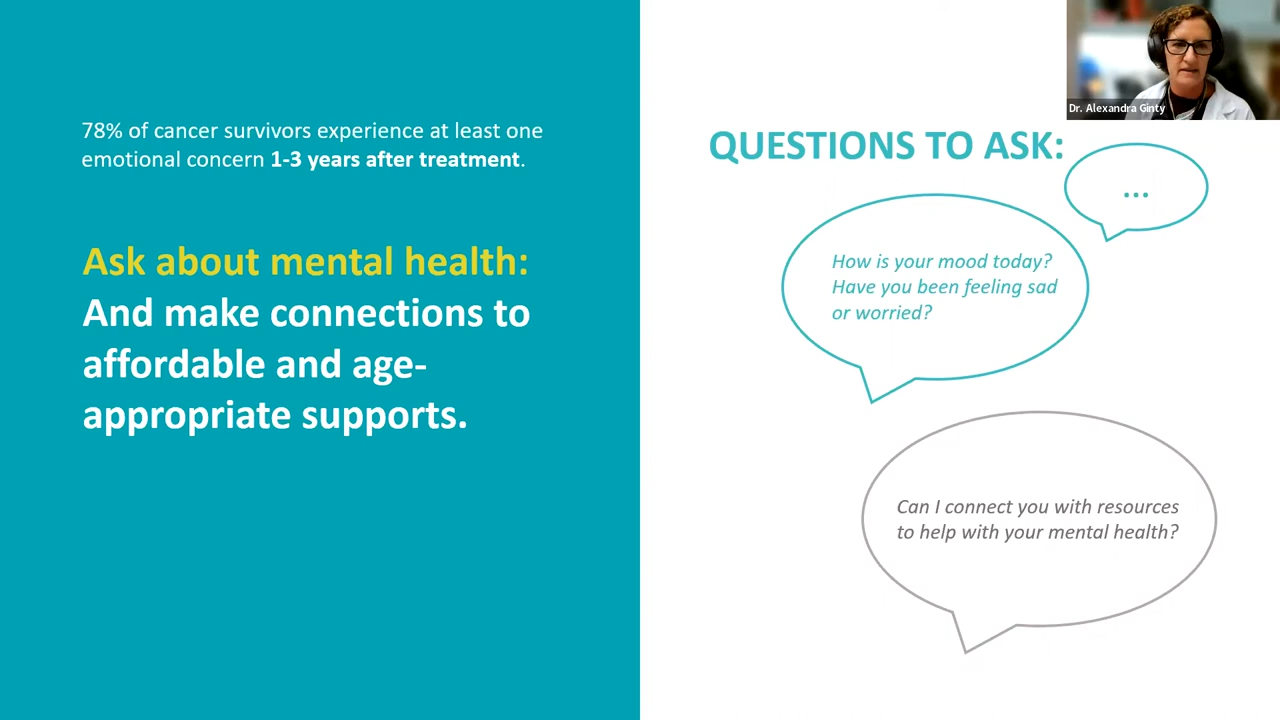 78% of cancer survivors experience at least one
emotional concern 1-3 years after treatment.
Ask about mental health:
And make connections to
affordable and age-
appropriate supports.
Dr. Alexandra Ginty
QUESTIONS TO ASK:
...
How is your mood today?
Have you been feeling sad
or worried?
Can I connect you with resources
to help with your mental health?